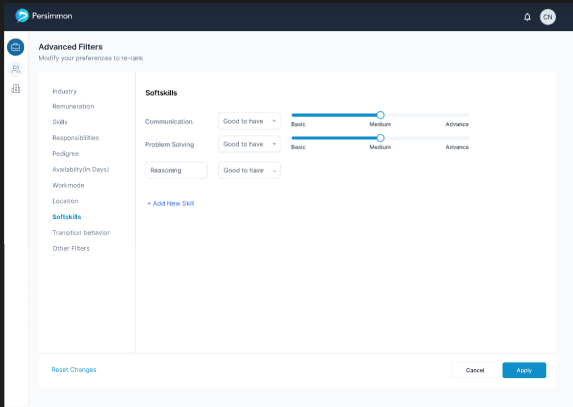 Persimmon
CN
Advanced Filters
Modify your preferences to re-rank
Industry
Remuneration
Skills
Responsibilities
Pedigree
Availablity(In Days)
Workmode
Location
Softskills
Transition behavior
Other Filters
Softskills
Communication
Good to have
Basic
Medium
Advance
Problem Solving
Good to have
Basic
Medium
Advance
Reasoning
Good to have
+ Add New Skill
Reset Changes
Cancel
Apply